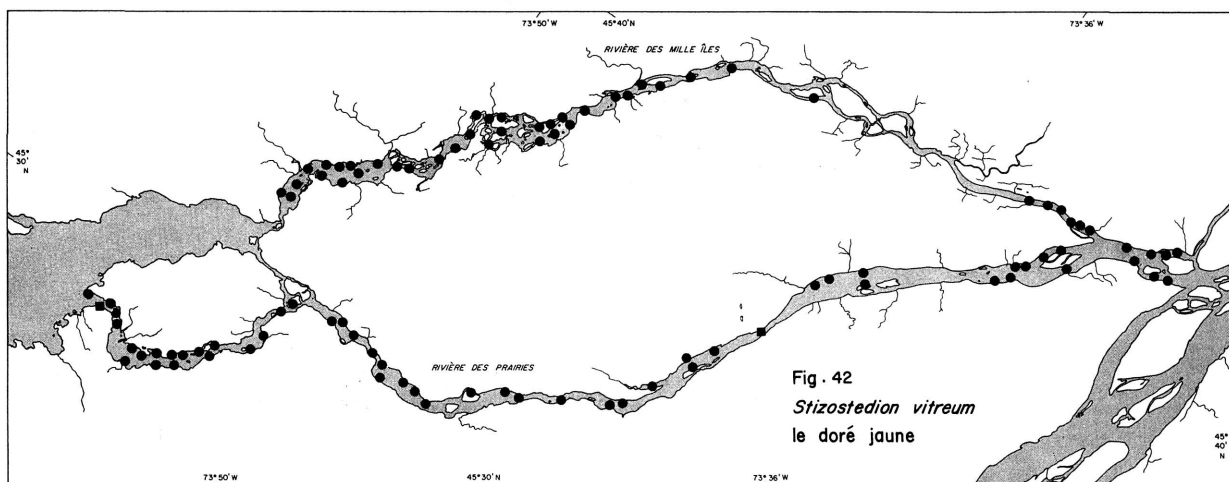 73°50' W
45°40' N
73°36' W
RIVIÈRE DES MILLE ÎLES
45°
30'
N
RIVIÈRE DES PRAIRIES
Fig. 42
Stizostedion vitreum
le doré jaune
45°
40'
N
73°50' W
45°30' N
73°36' W